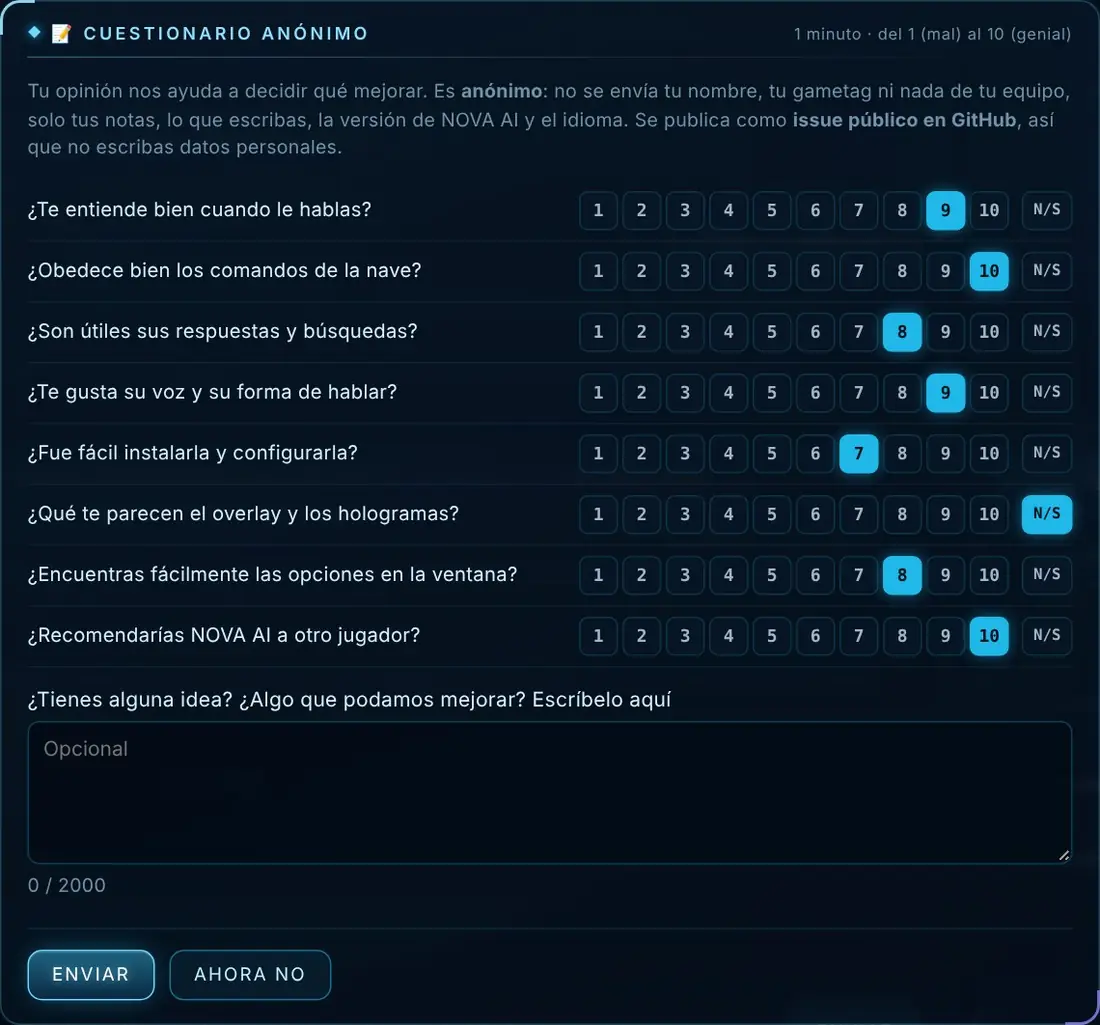 📝 CUESTIONARIO ANÓNIMO 1 minuto · del 1 (mal) al 10 (genial)
Tu opinión nos ayuda a decidir qué mejorar. Es anónimo: no se envía tu nombre, tu gametag ni nada de tu equipo,
solo tus notas, lo que escribas, la versión de NOVA AI y el idioma. Se publica como issue público en GitHub, así
que no escribas datos personales.
¿Te entiende bien cuando le hablas? 1 2 3 4 5 6 7 8 9 10 N/S
¿Obedece bien los comandos de la nave? 1 2 3 4 5 6 7 8 9 10 N/S
¿Son útiles sus respuestas y búsquedas? 1 2 3 4 5 6 7 8 9 10 N/S
¿Te gusta su voz y su forma de hablar? 1 2 3 4 5 6 7 8 9 10 N/S
¿Fue fácil instalarla y configurarla? 1 2 3 4 5 6 7 8 9 10 N/S
¿Qué te parecen el overlay y los hologramas? 1 2 3 4 5 6 7 8 9 10 N/S
¿Encuentras fácilmente las opciones en la ventana? 1 2 3 4 5 6 7 8 9 10 N/S
¿Recomendarías NOVA AI a otro jugador? 1 2 3 4 5 6 7 8 9 10 N/S
¿Tienes alguna idea? ¿Algo que podamos mejorar? Escríbelo aquí
Opcional
0 / 2000
ENVIAR AHORA NO